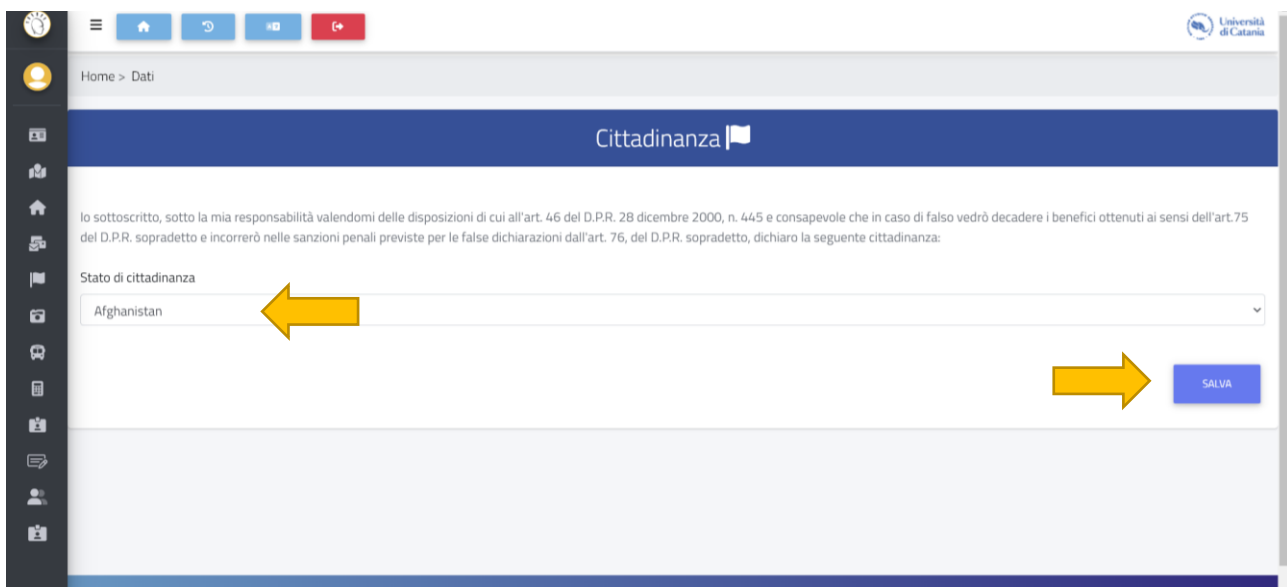 Università
di Catania
Home > Dati
Cittadinanza
Io sottoscritto, sotto la mia responsabilità valendomi delle disposizioni di cui all'art. 46 del D.P.R. 28 dicembre 2000, n. 445 e consapevole che in caso di falso vedrò decadere i benefici ottenuti ai sensi dell'art.75
del D.P.R. sopradetto e incorrerò nelle sanzioni penali previste per le false dichiarazioni dall'art. 76, del D.P.R. sopradetto, dichiaro la seguente cittadinanza:
Stato di cittadinanza
Afghanistan
SALVA